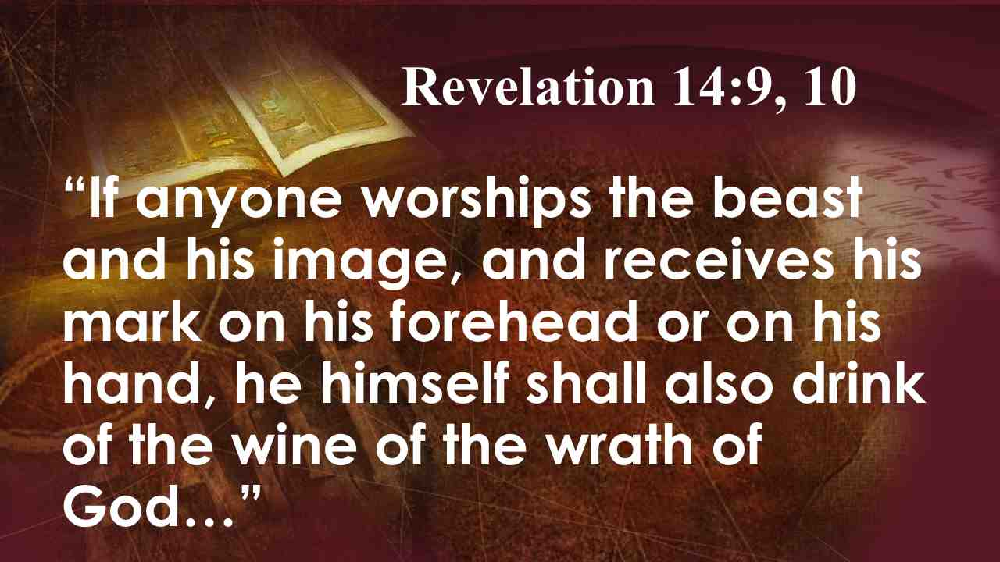 Revelation 14:9, 10
“If anyone worships the beast
and his image, and receives his
mark on his forehead or on his
hand, he himself shall also drink
of the wine of the wrath of
God…”